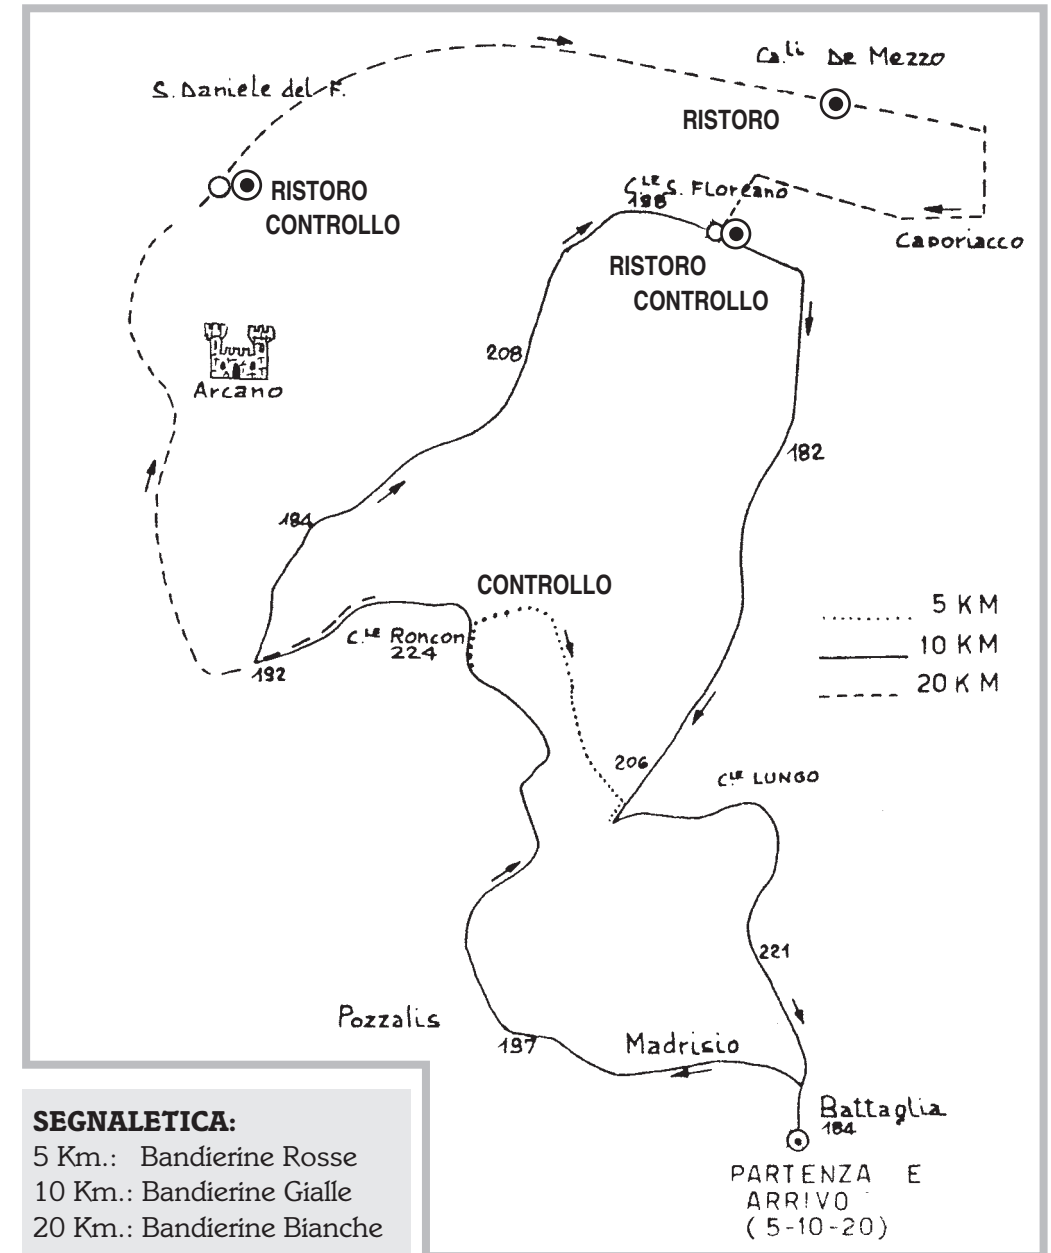 Ca.li De Mezzo
S. Daniele del F.
RISTORO
RISTORO
CONTROLLO
C.LE S. Floreano
198
Caporiacco
RISTORO
CONTROLLO
208
Arcano
182
184
CONTROLLO
5 KM
C.LE Roncon
224
10 KM
192
20 KM
206
C.LE LUNGO
221
Pozzalis
197
Madrisio
Battaglia
184
PARTENZA E
ARRIVO
(5-10-20)
SEGNALETICA:
5 Km.: Bandierine Rosse
10 Km.: Bandierine Gialle
20 Km.: Bandierine Bianche